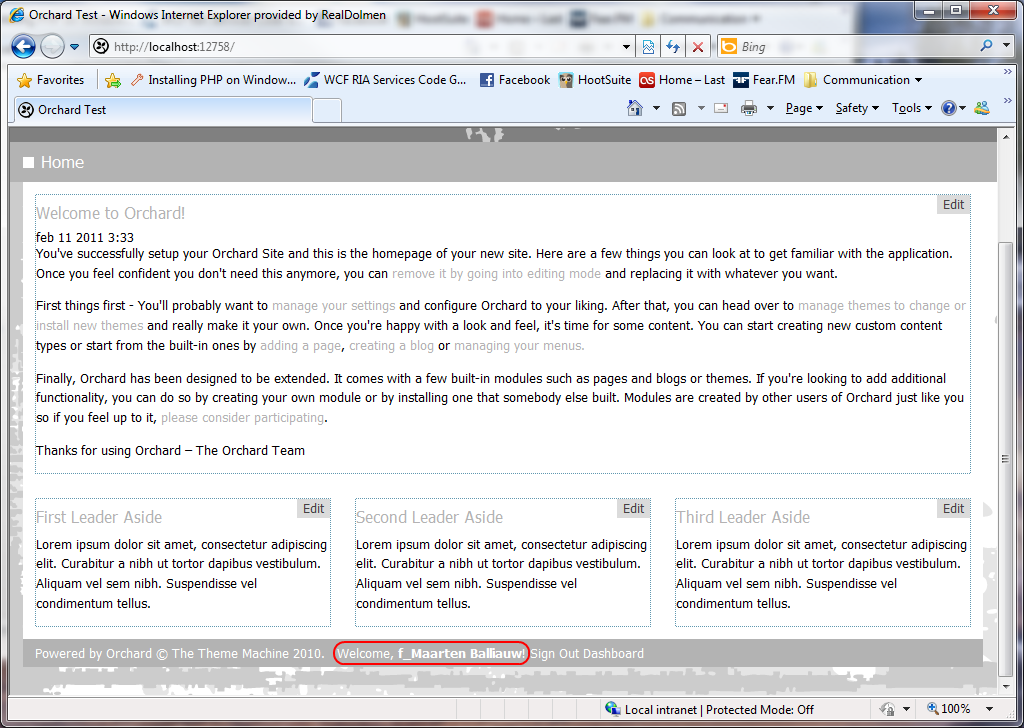 Orchard Test - Windows Internet Explorer provided by RealDolmen
http://localhost:12758/
Bing
Favorites
Installing PHP on Window...
WCF RIA Services Code G...
Facebook
HootSuite
Home – Last
Fear.FM
Communication
Orchard Test
Page
Safety
Tools
Home
Welcome to Orchard!
Edit
feb 11 2011 3:33
You've successfully setup your Orchard Site and this is the homepage of your new site. Here are a few things you can look at to get familiar with the application.
Once you feel confident you don't need this anymore, you can remove it by going into editing mode and replacing it with whatever you want.
First things first - You'll probably want to manage your settings and configure Orchard to your liking. After that, you can head over to manage themes to change or
install new themes and really make it your own. Once you're happy with a look and feel, it's time for some content. You can start creating new custom content
types or start from the built-in ones by adding a page, creating a blog or managing your menus.
Finally, Orchard has been designed to be extended. It comes with a few built-in modules such as pages and blogs or themes. If you're looking to add additional
functionality, you can do so by creating your own module or by installing one that somebody else built. Modules are created by other users of Orchard just like you
so if you feel up to it, please consider participating.
Thanks for using Orchard – The Orchard Team
First Leader Aside
Edit
Lorem ipsum dolor sit amet, consectetur adipiscing
elit. Curabitur a nibh ut tortor dapibus vestibulum.
Aliquam vel sem nibh. Suspendisse vel
condimentum tellus.
Second Leader Aside
Edit
Lorem ipsum dolor sit amet, consectetur adipiscing
elit. Curabitur a nibh ut tortor dapibus vestibulum.
Aliquam vel sem nibh. Suspendisse vel
condimentum tellus.
Third Leader Aside
Edit
Lorem ipsum dolor sit amet, consectetur adipiscing
elit. Curabitur a nibh ut tortor dapibus vestibulum.
Aliquam vel sem nibh. Suspendisse vel
condimentum tellus.
Powered by Orchard © The Theme Machine 2010. Welcome, f_Maarten Balliauw! Sign Out Dashboard
Local intranet | Protected Mode: Off
100%